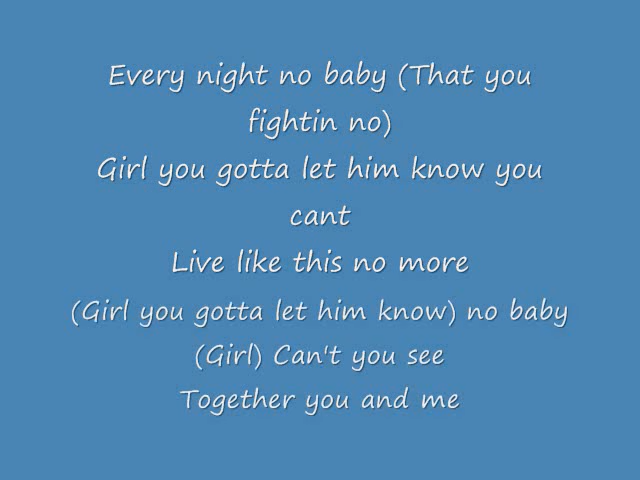 Every night no baby (That you
fightin no)
Girl you gotta let him know you
cant
Live like this no more
(Girl you gotta let him know) no baby
(Girl) Can't you see
Together you and me